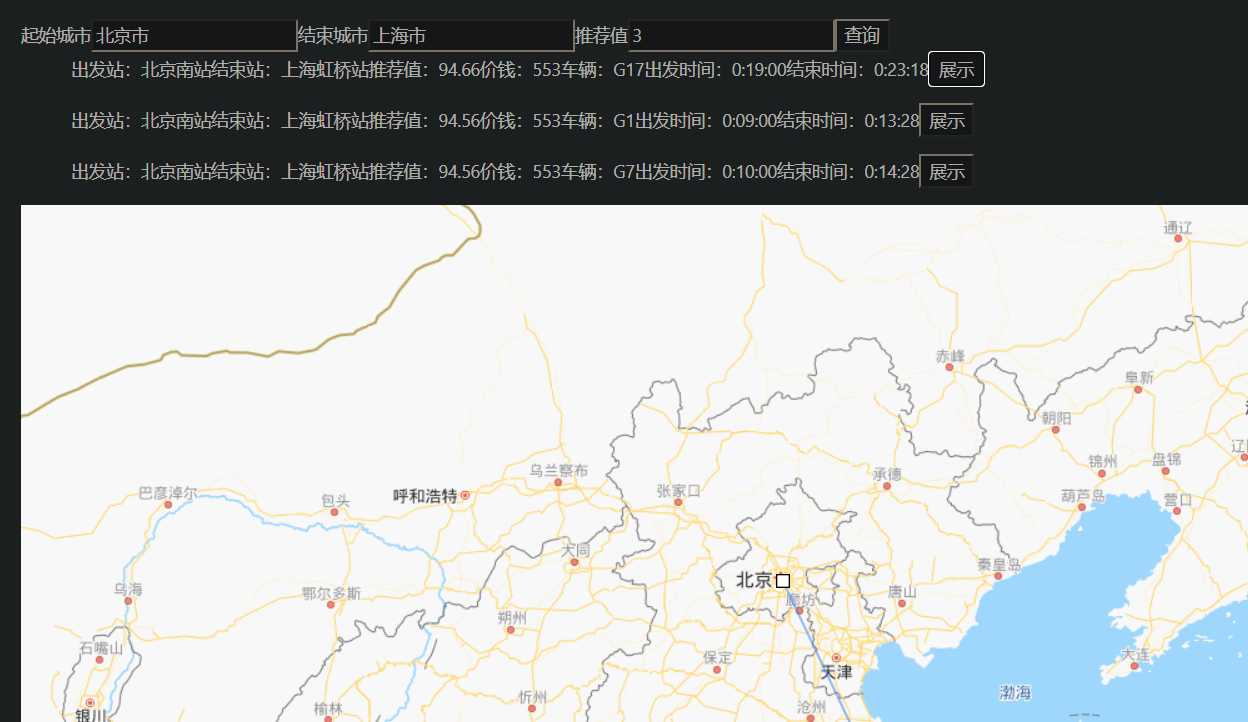 起始城市北京市结束城市上海市推荐值3查询
出发站：北京南站结束站：上海虹桥站推荐值：94.66价钱：553车辆：G17出发时间：0:19:00结束时间：0:23:18展示
出发站：北京南站结束站：上海虹桥站推荐值：94.56价钱：553车辆：G1出发时间：0:09:00结束时间：0:13:28展示
出发站：北京南站结束站：上海虹桥站推荐值：94.56价钱：553车辆：G7出发时间：0:10:00结束时间：0:14:28展示
通辽
赤峰
阜新
朝阳
锦州 盘锦
乌兰察布
承德
张家口
巴彦淖尔
呼和浩特
包头
葫芦岛 营口
大同
秦皇岛
北京
乌海
鄂尔多斯
唐山
廊坊
朔州
石嘴山
保定
大连
天津
渤海
忻州
榆林
沧州
银川